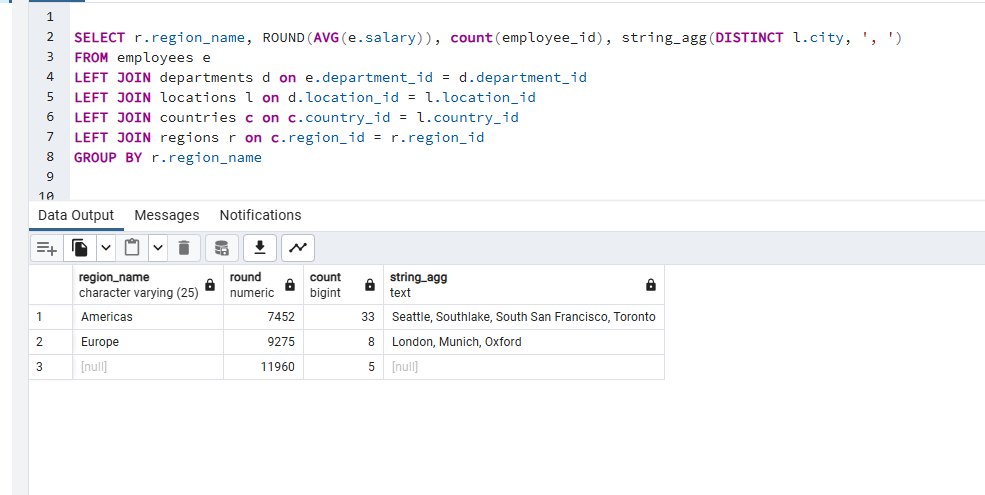 1
2 SELECT r.region_name, ROUND(AVG(e.salary)), count(employee_id), string_agg(DISTINCT l.city, ', ')
3 FROM employees e
4 LEFT JOIN departments d on e.department_id = d.department_id
5 LEFT JOIN locations l on d.location_id = l.location_id
6 LEFT JOIN countries c on c.country_id = l.country_id
7 LEFT JOIN regions r on c.region_id = r.region_id
8 GROUP BY r.region_name
9
10
Data Output Messages Notifications
region_name round count string_agg
character varying (25) numeric bigint text
1 Americas 7452 33 Seattle, Southlake, South San Francisco, Toronto
2 Europe 9275 8 London, Munich, Oxford
3 [null] 11960 5 [null]